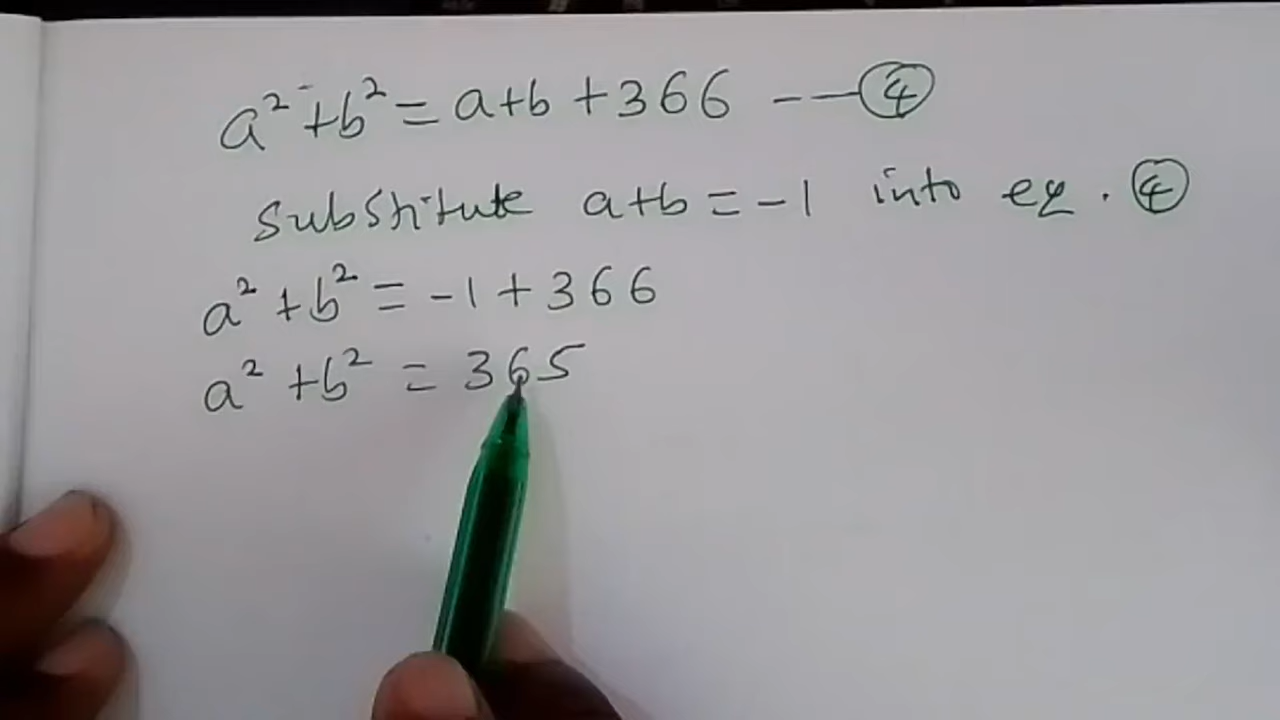 a² + b² = a+b + 366 --- ④
substitute a+b = -1 into eq. ④
a² + b² = -1 + 366
a² + b² = 365